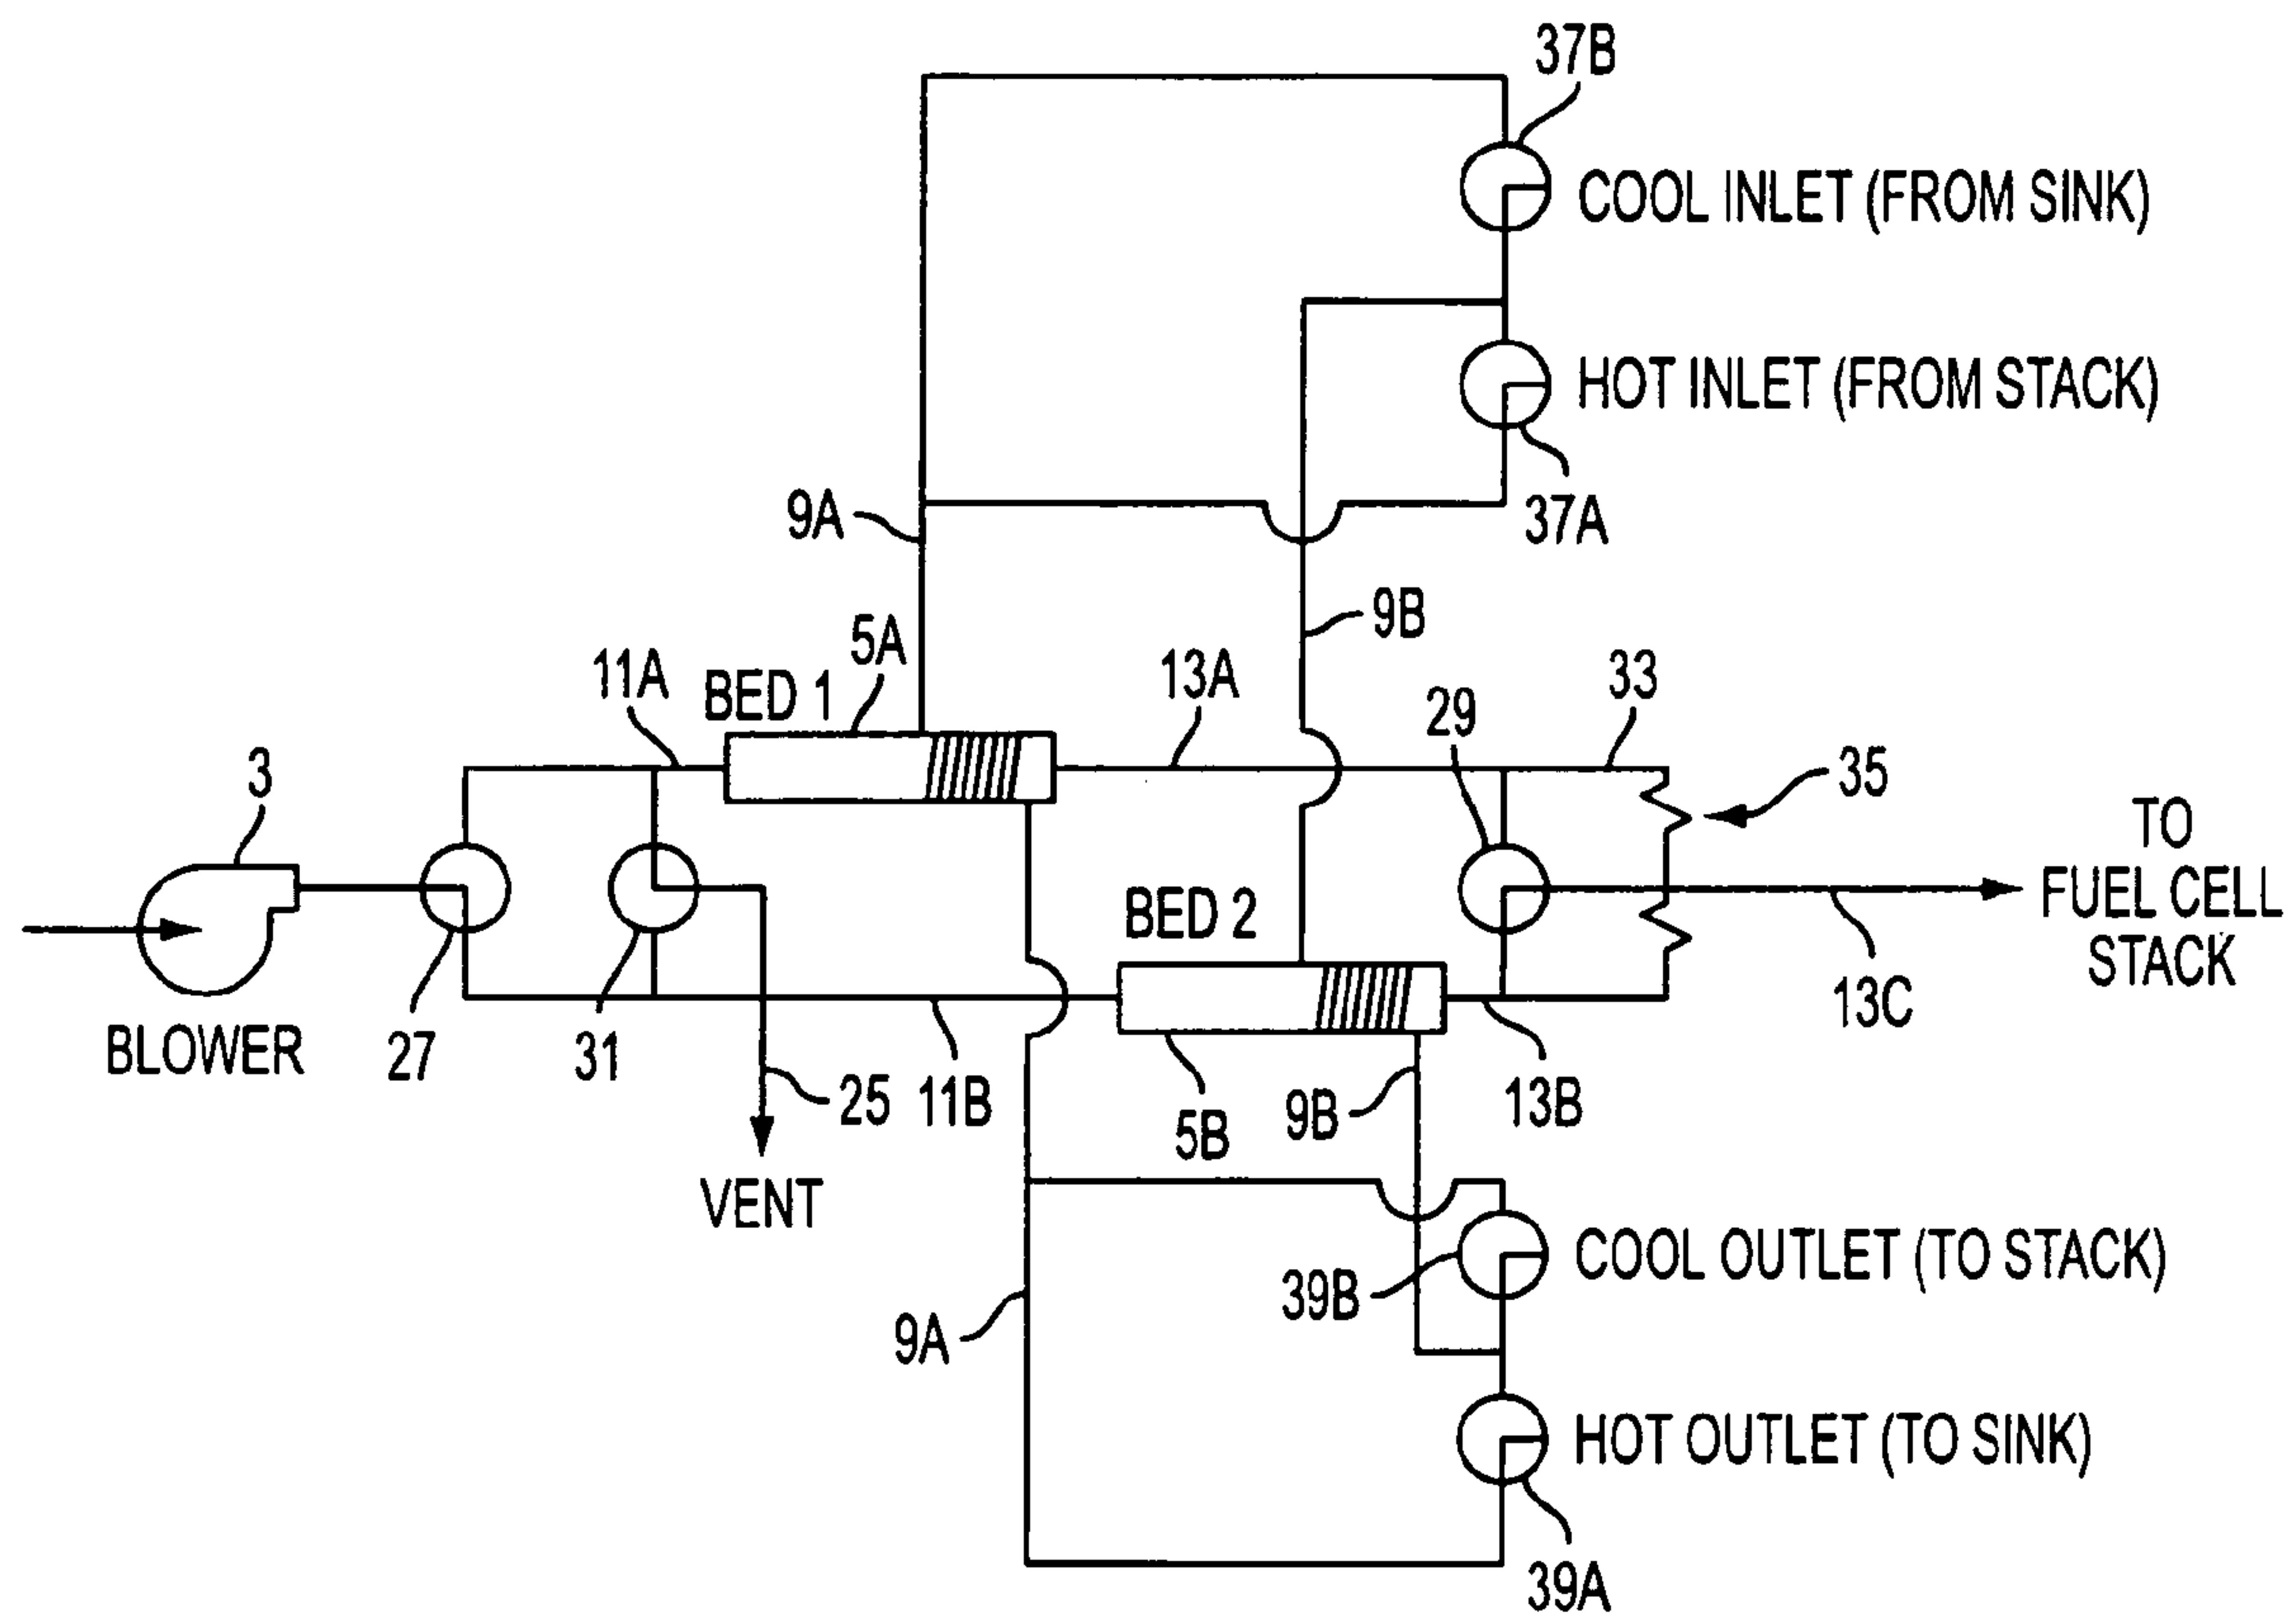 37B
COOL INLET (FROM SINK)
HOT INLET (FROM STACK)
37A
9A
9B
5A
11A
BED 1
13A
33
29
35
3
TO
FUEL CELL
STACK
BED 2
13C
BLOWER
27
31
25
11B
9B
13B
5B
VENT
COOL OUTLET (TO STACK)
39B
9A
HOT OUTLET (TO SINK)
39A